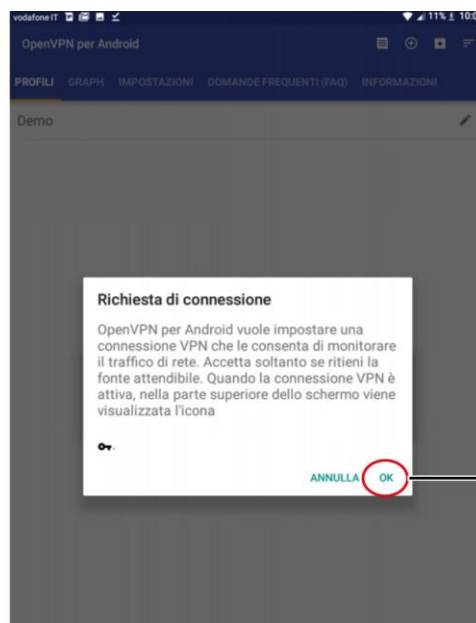 vodafone IT 11% 10:0
OpenVPN per Android
PROFILI GRAPH IMPOSTAZIONI DOMANDE FREQUENTI (FAQ) INFORMAZIONI
Demo
Richiesta di connessione
OpenVPN per Android vuole impostare una
connessione VPN che le consenta di monitorare
il traffico di rete. Accetta soltanto se ritieni la
fonte attendibile. Quando la connessione VPN è
attiva, nella parte superiore dello schermo viene
visualizzata l'icona
.
ANNULLA OK